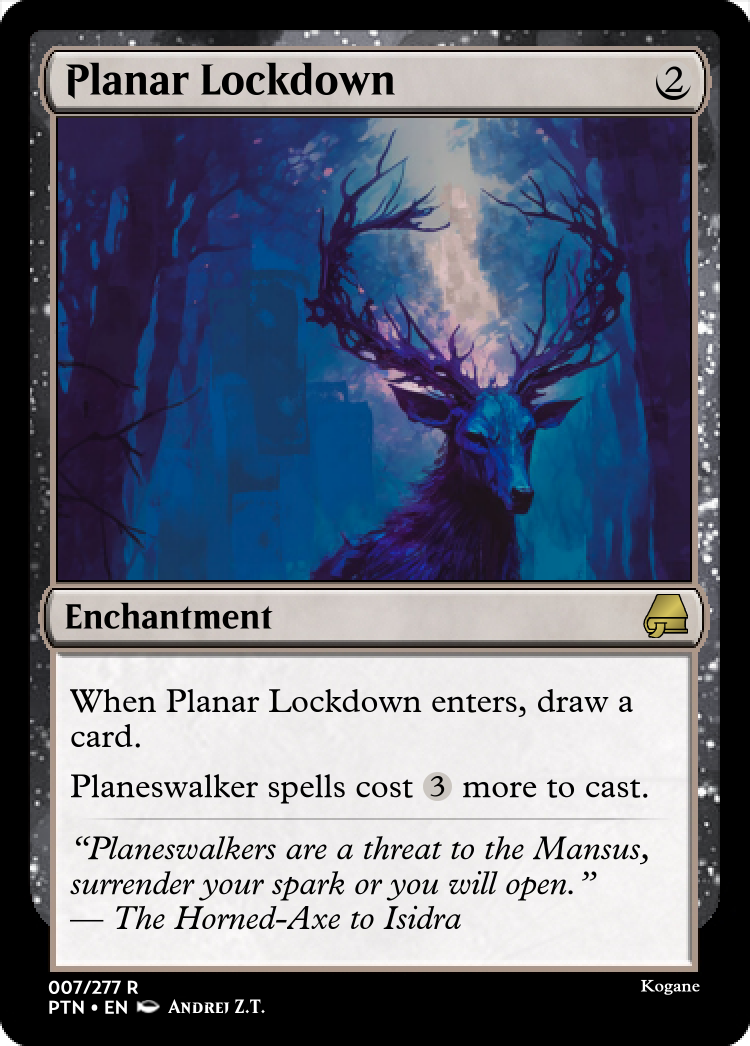 Planar Lockdown 2
Enchantment
When Planar Lockdown enters, draw a
card.
Planeswalker spells cost 3 more to cast.
“Planeswalkers are a threat to the Mansus,
surrender your spark or you will open.”
— The Horned-Axe to Isidra
007/277 R
Kogane
PTN • EN Andrej Z.T.